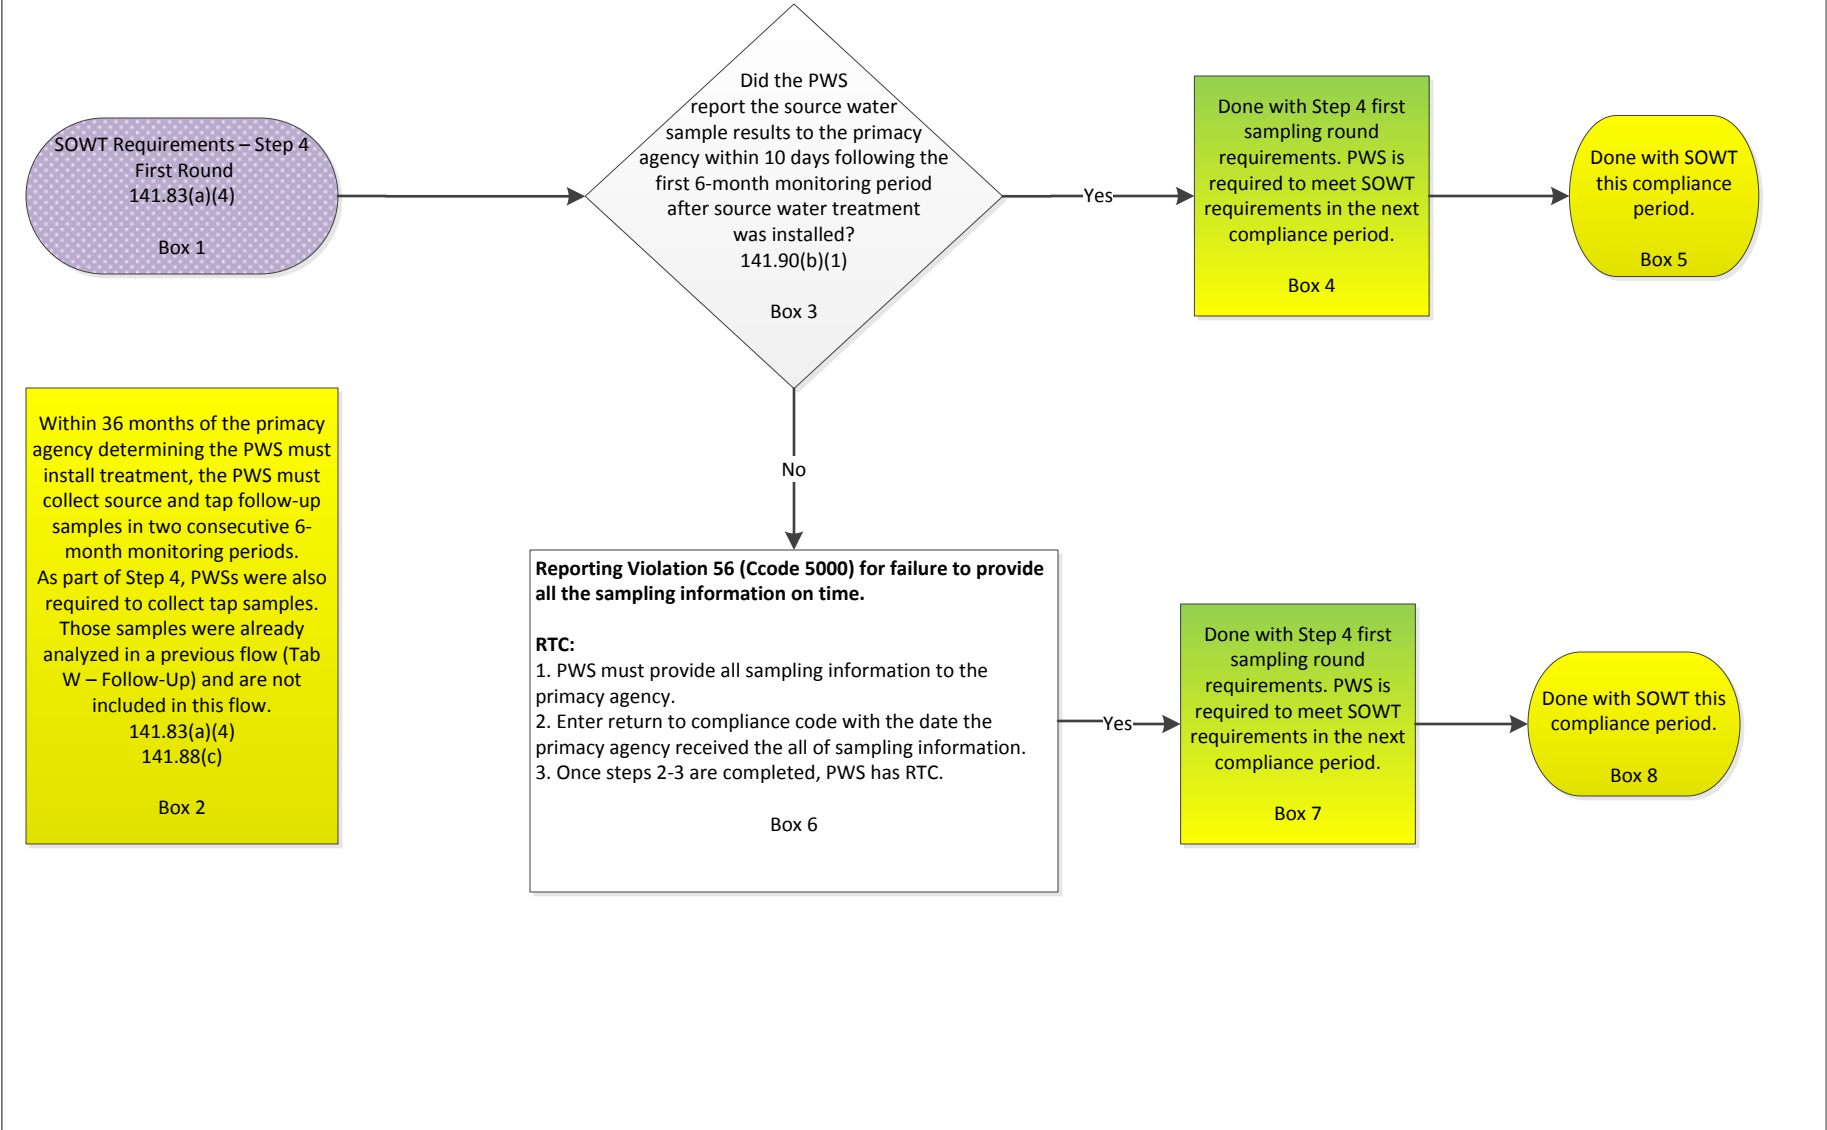 SOWT Requirements – Step 4
First Round
141.83(a)(4)
Box 1
Did the PWS
report the source water
sample results to the primacy
agency within 10 days following the
first 6-month monitoring period
after source water treatment
was installed?
141.90(b)(1)
Box 3
Yes
Done with Step 4 first
sampling round
requirements. PWS is
required to meet SOWT
requirements in the next
compliance period.
Box 4
Done with SOWT
this compliance
period.
Box 5
Within 36 months of the primacy
agency determining the PWS must
install treatment, the PWS must
collect source and tap follow-up
samples in two consecutive 6-
month monitoring periods.
As part of Step 4, PWSs were also
required to collect tap samples.
Those samples were already
analyzed in a previous flow (Tab
W – Follow-Up) and are not
included in this flow.
141.83(a)(4)
141.88(c)
Box 2
No
Reporting Violation 56 (Ccode 5000) for failure to provide
all the sampling information on time.
RTC:
1. PWS must provide all sampling information to the
primacy agency.
2. Enter return to compliance code with the date the
primacy agency received the all of sampling information.
3. Once steps 2-3 are completed, PWS has RTC.
Box 6
Yes
Done with Step 4 first
sampling round
requirements. PWS is
required to meet SOWT
requirements in the next
compliance period.
Box 7
Done with SOWT this
compliance period.
Box 8